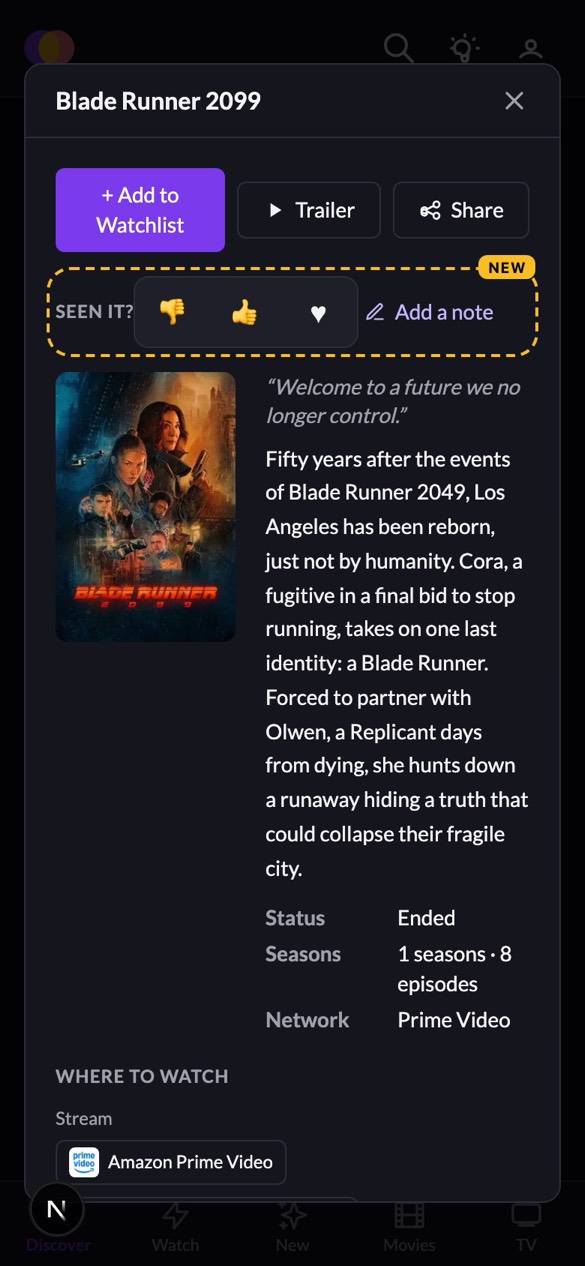 Blade Runner 2099
+ Add to
Watchlist
Trailer
Share
NEW
SEEN IT?
Add a note
BLADE RUNNER
2099
“Welcome to a future we no
longer control.”
Fifty years after the events
of Blade Runner 2049, Los
Angeles has been reborn,
just not by humanity. Cora, a
fugitive in a final bid to stop
running, takes on one last
identity: a Blade Runner.
Forced to partner with
Olwen, a Replicant days
from dying, she hunts down
a runaway hiding a truth that
could collapse their fragile
city.
Status Ended
Seasons 1 seasons · 8
episodes
Network Prime Video
WHERE TO WATCH
Stream
prime
video
Amazon Prime Video
N
Discover Watch New Movies TV